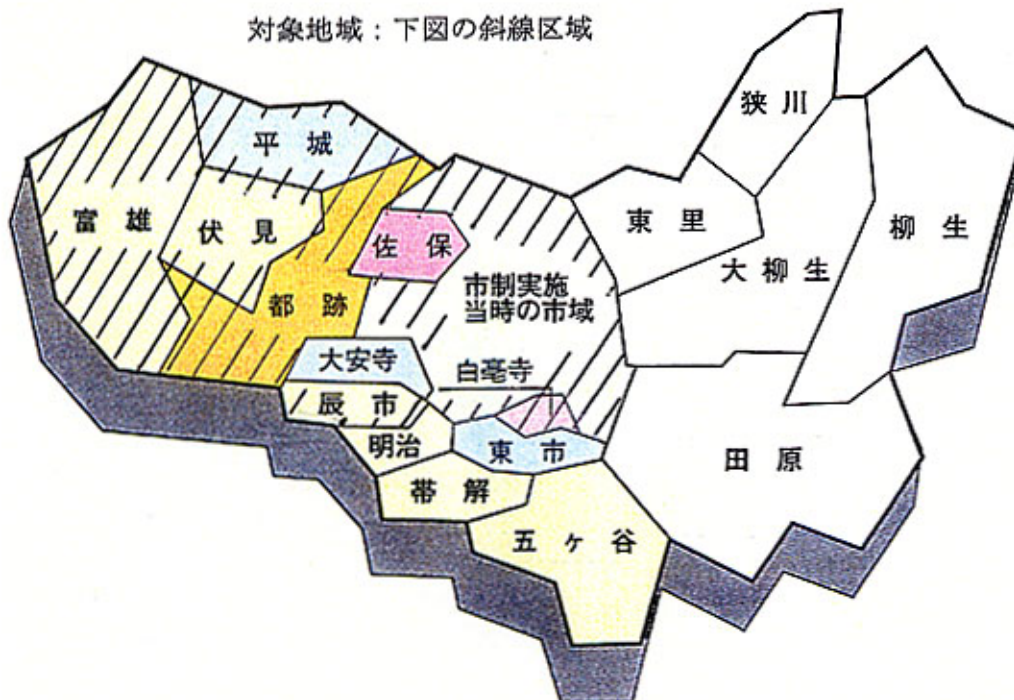 対象地域：下図の斜線区域
狭川
平城
柳生
東里
富雄
伏見
佐保
大柳生
市制実施
当時の市域
都跡
大安寺
白毫寺
辰市
明治
東市
田原
帯解
五ヶ谷